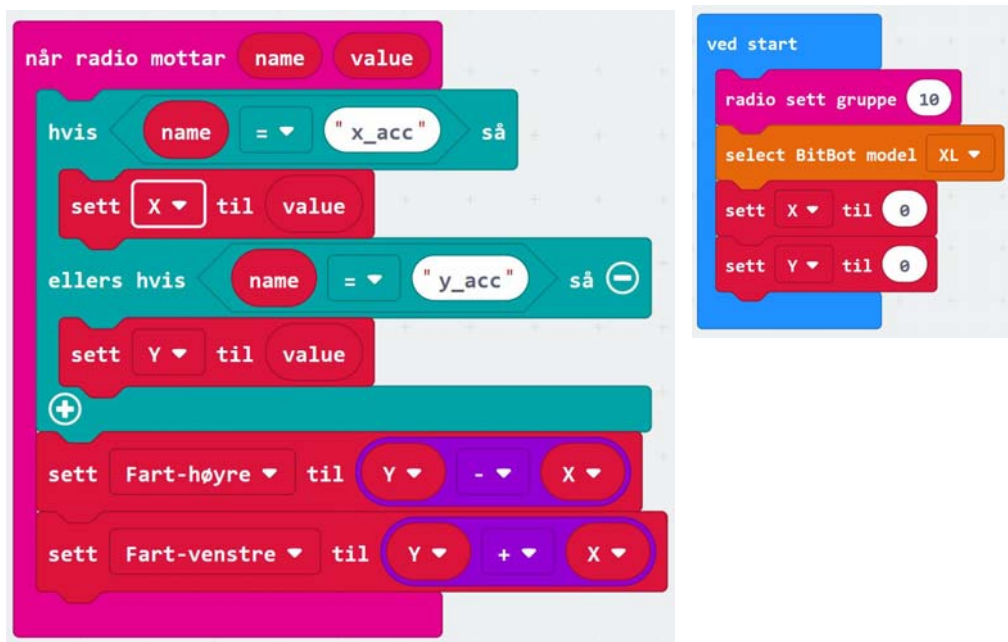 når radio mottar name value
hvis name = "x_acc" så
sett X til value
ellers hvis name = "y_acc" så
sett Y til value
sett Fart-høyre til Y - X
sett Fart-venstre til Y + X
ved start
radio sett gruppe 10
select BitBot model XL
sett X til 0
sett Y til 0